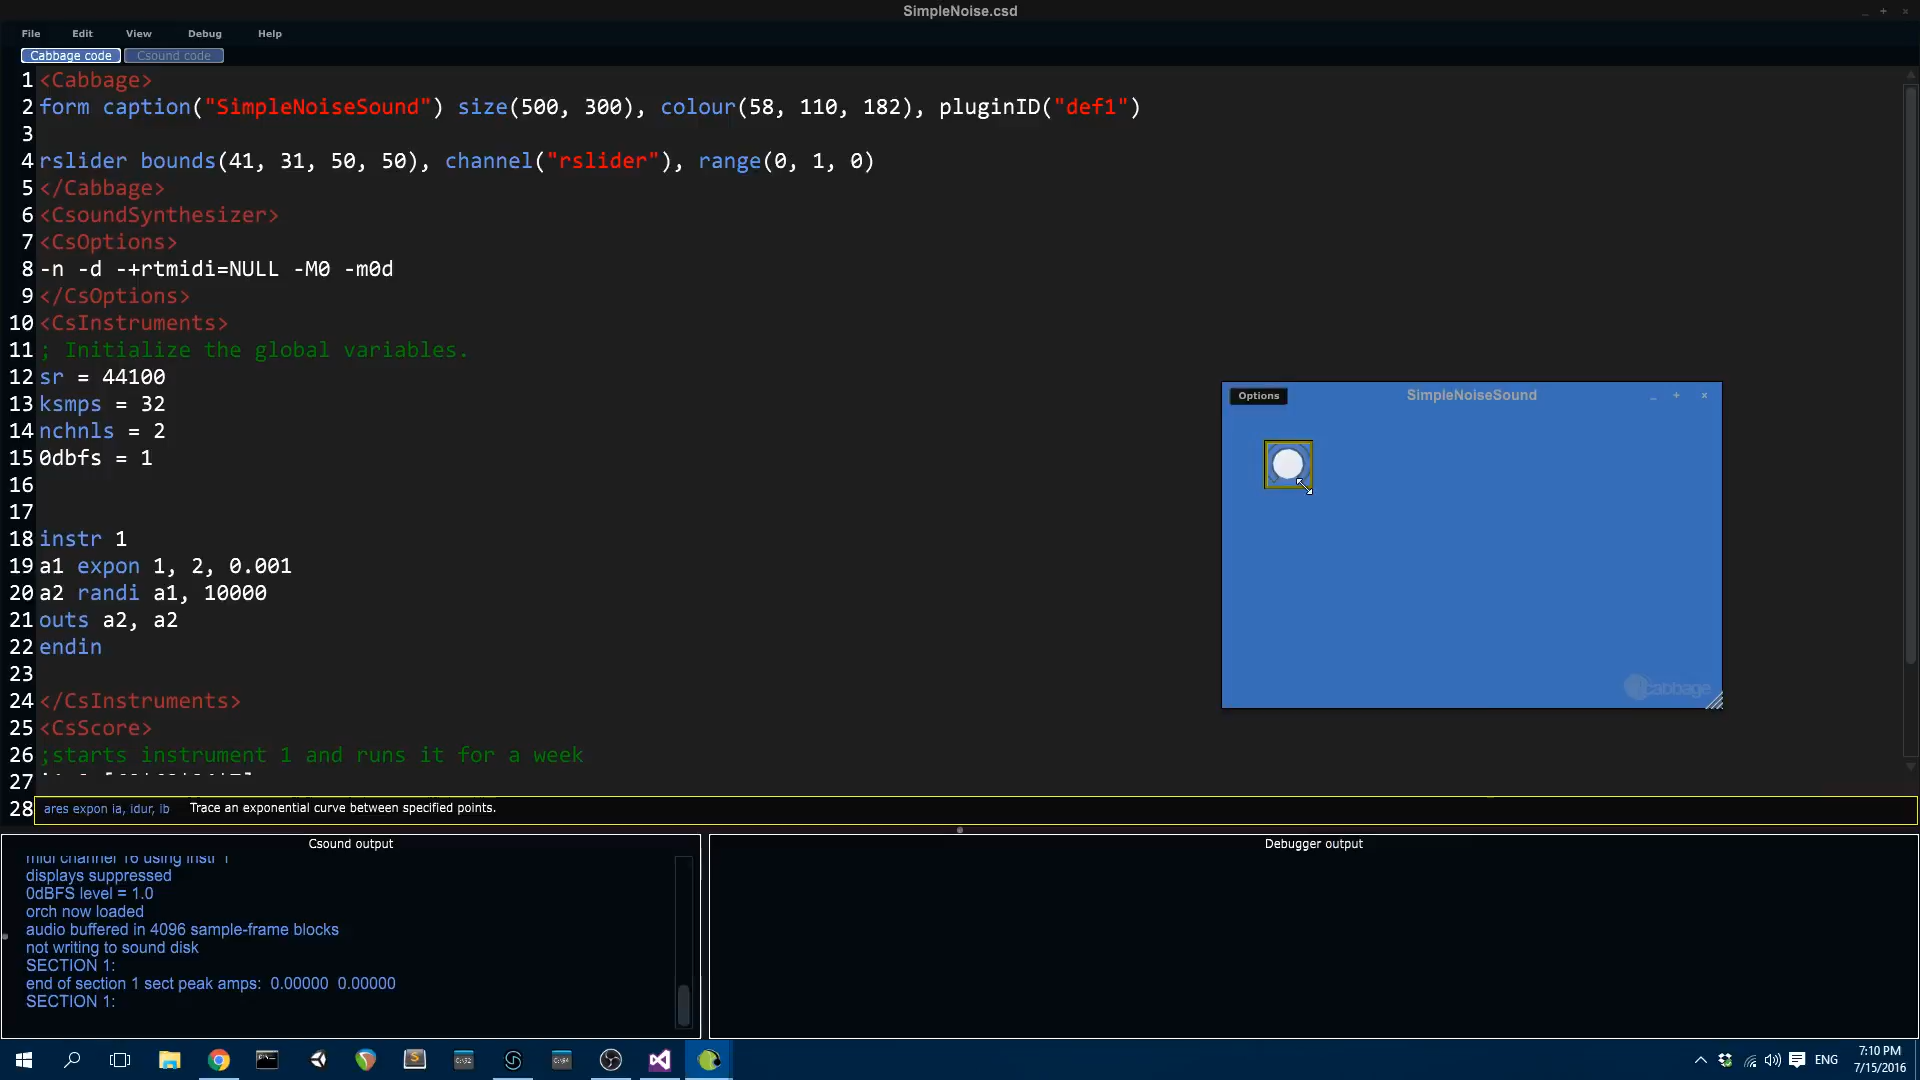 SimpleNoise.csd
File Edit View Debug Help
Cabbage code Csound code
1 <Cabbage>
2 form caption("SimpleNoiseSound") size(500, 300), colour(58, 110, 182), pluginID("def1")
3
4 rslider bounds(41, 31, 50, 50), channel("rslider"), range(0, 1, 0)
5 </Cabbage>
6 <CsoundSynthesizer>
7 <CsOptions>
8 -n -d -+rtmidi=NULL -M0 -m0d
9 </CsOptions>
10 <CsInstruments>
11 ; Initialize the global variables.
12 sr = 44100
13 ksmps = 32
14 nchnls = 2
15 0dbfs = 1
16
17
18 instr 1
19 a1 expon 1, 2, 0.001
20 a2 randi a1, 10000
21 outs a2, a2
22 endin
23
24 </CsInstruments>
25 <CsScore>
26 ;starts instrument 1 and runs it for a week
27
28 ares expon ia, idur, ib Trace an exponential curve between specified points.
Options SimpleNoiseSound
cabbage
Csound output
midi channel 16 using instr 1
displays suppressed
0dBFS level = 1.0
orch now loaded
audio buffered in 4096 sample-frame blocks
not writing to sound disk
SECTION 1:
end of section 1 sect peak amps: 0.00000 0.00000
SECTION 1:
Debugger output
C:\32
C:\64
ENG
7:10 PM
7/15/2016